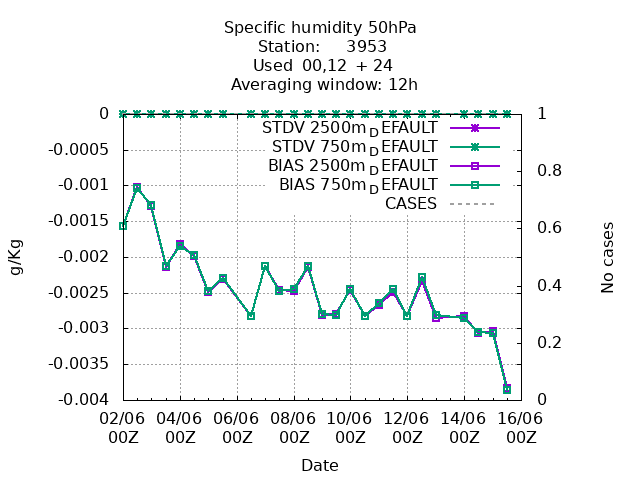 Specific humidity 50hPa
Station: 3953
Used 00,12 + 24
Averaging window: 12h
0
-0.0005
-0.001
-0.0015
-0.002
-0.0025
-0.003
-0.0035
-0.004
g/Kg
STDV 2500m_DEFAULT
STDV 750m_DEFAULT
BIAS 2500m_DEFAULT
BIAS 750m_DEFAULT
CASES
1
0.8
0.6
0.4
0.2
0
No cases
02/06 04/06 06/06 08/06 10/06 12/06 14/06 16/06
00Z 00Z 00Z 00Z 00Z 00Z 00Z 00Z
Date